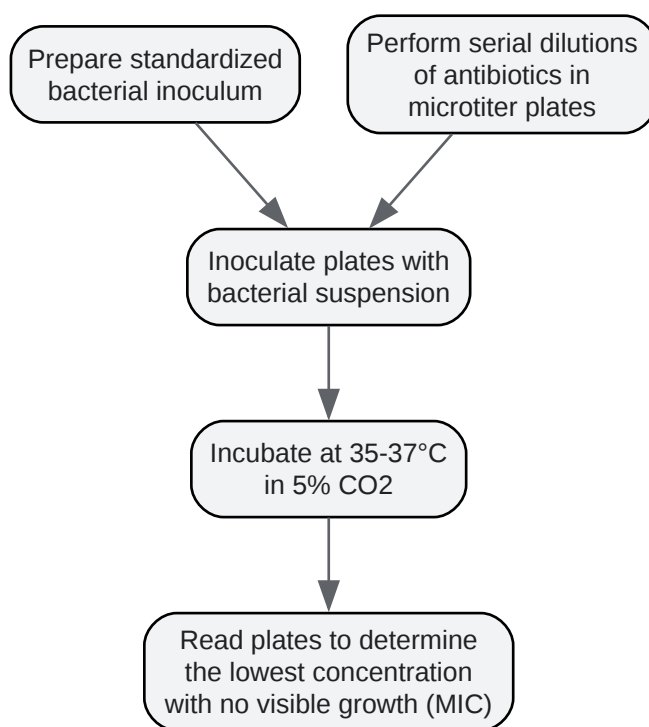 Prepare standardized
bacterial inoculum
Perform serial dilutions
of antibiotics in
microtiter plates
Inoculate plates with
bacterial suspension
Incubate at 35-37°C
in 5% CO2
Read plates to determine
the lowest concentration
with no visible growth (MIC)